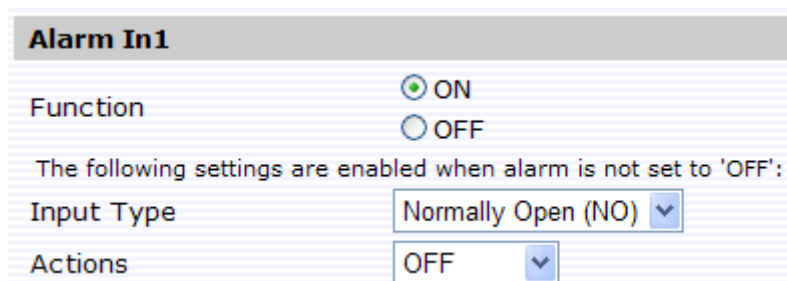 Alarm In1
Function
ON
OFF
The following settings are enabled when alarm is not set to 'OFF':
Input Type Normally Open (NO)
Actions OFF